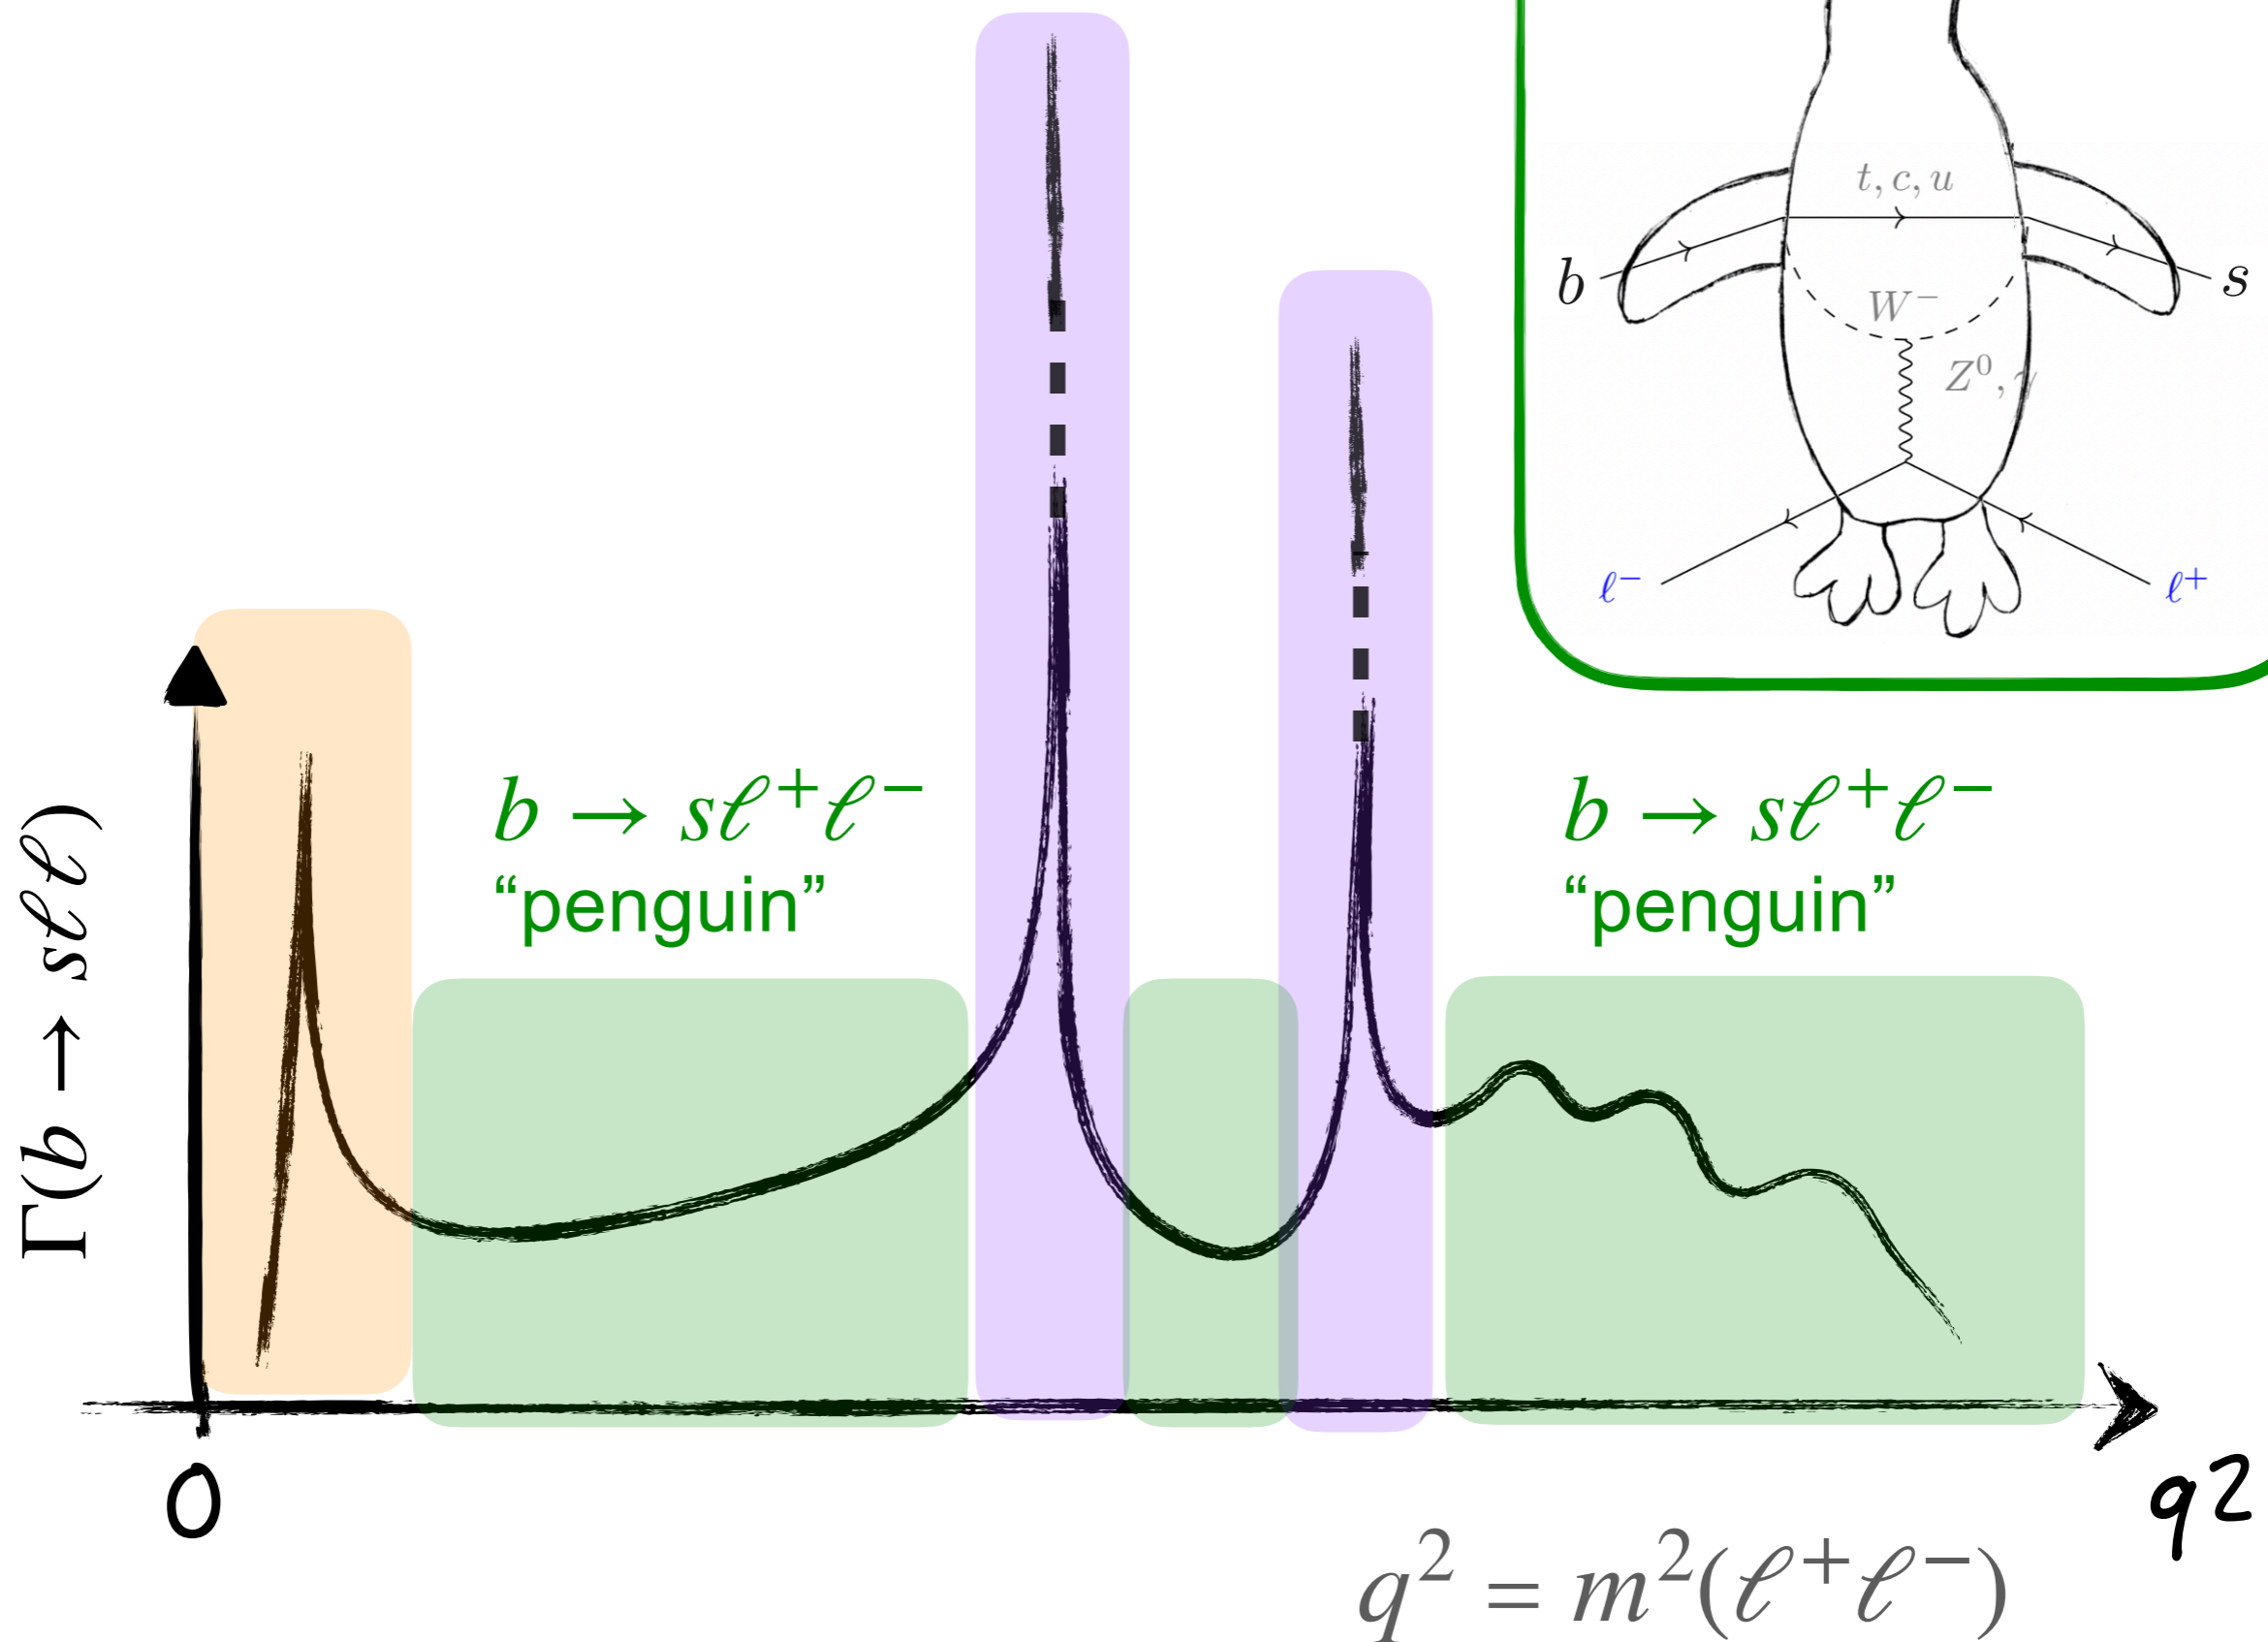 t, c, u
b
s
W⁻
Z⁰, γ
ℓ⁻
ℓ⁺
Γ(b → sℓℓ)
b → sℓ⁺ℓ⁻
“penguin”
b → sℓ⁺ℓ⁻
“penguin”
0
q2
q² = m²(ℓ⁺ℓ⁻)